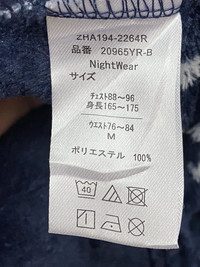 ZHA194-2264R
品番 20965YR-B
NightWear
サイズ
チェスト88～96
身長165～175
ウエスト76～84
M
ポリエステル 100%
40